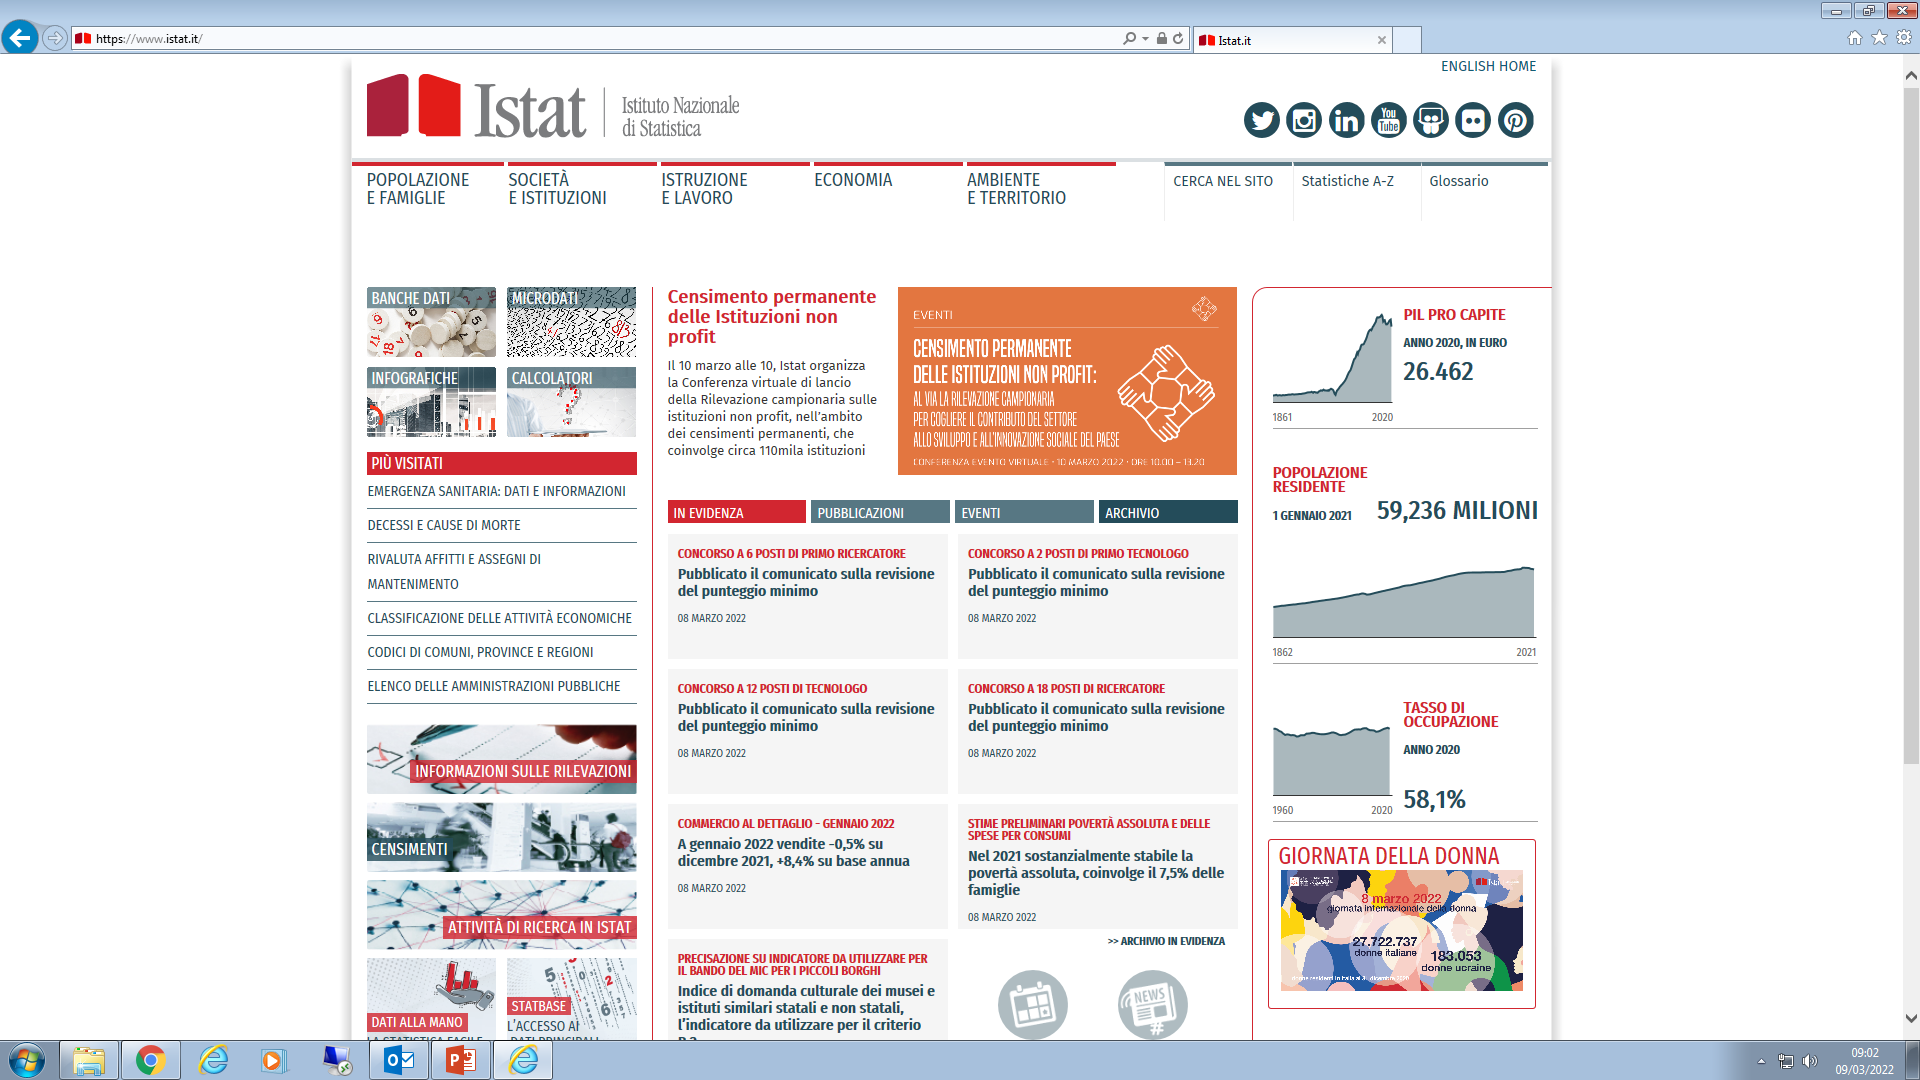 https://www.istat.it/
Istat.it
ENGLISH HOME
Istat
Istituto Nazionale
di Statistica
You
Tube
POPOLAZIONE
E FAMIGLIE
SOCIETÀ
E ISTITUZIONI
ISTRUZIONE
E LAVORO
ECONOMIA
AMBIENTE
E TERRITORIO
CERCA NEL SITO
Statistiche A-Z
Glossario
BANCHE DATI
MICRODATI
INFOGRAFICHE
CALCOLATORI
PIÙ VISITATI
EMERGENZA SANITARIA: DATI E INFORMAZIONI
DECESSI E CAUSE DI MORTE
RIVALUTA AFFITTI E ASSEGNI DI
MANTENIMENTO
CLASSIFICAZIONE DELLE ATTIVITÀ ECONOMICHE
CODICI DI COMUNI, PROVINCE E REGIONI
ELENCO DELLE AMMINISTRAZIONI PUBBLICHE
INFORMAZIONI SULLE RILEVAZIONI
CENSIMENTI
ATTIVITÀ DI RICERCA IN ISTAT
DATI ALLA MANO
LA STATISTICA FACILE
STATBASE
L'ACCESSO AI
DATI PRINCIPALI
Censimento permanente
delle Istituzioni non
profit
Il 10 marzo alle 10, Istat organizza
la Conferenza virtuale di lancio
della Rilevazione campionaria sulle
istituzioni non profit, nell'ambito
dei censimenti permanenti, che
coinvolge circa 110mila istituzioni
EVENTI
CENSIMENTO PERMANENTE
DELLE ISTITUZIONI NON PROFIT:
AL VIA LA RILEVAZIONE CAMPIONARIA
PER COGLIERE IL CONTRIBUTO DEL SETTORE
ALLO SVILUPPO E ALL'INNOVAZIONE SOCIALE DEL PAESE
CONFERENZA EVENTO VIRTUALE • 10 MARZO 2022 • ORE 10.00 – 13.20
IN EVIDENZA
PUBBLICAZIONI
EVENTI
ARCHIVIO
CONCORSO A 6 POSTI DI PRIMO RICERCATORE
Pubblicato il comunicato sulla revisione
del punteggio minimo
08 MARZO 2022
CONCORSO A 2 POSTI DI PRIMO TECNOLOGO
Pubblicato il comunicato sulla revisione
del punteggio minimo
08 MARZO 2022
CONCORSO A 12 POSTI DI TECNOLOGO
Pubblicato il comunicato sulla revisione
del punteggio minimo
08 MARZO 2022
CONCORSO A 18 POSTI DI RICERCATORE
Pubblicato il comunicato sulla revisione
del punteggio minimo
08 MARZO 2022
COMMERCIO AL DETTAGLIO - GENNAIO 2022
A gennaio 2022 vendite -0,5% su
dicembre 2021, +8,4% su base annua
08 MARZO 2022
STIME PRELIMINARI POVERTÀ ASSOLUTA E DELLE
SPESE PER CONSUMI
Nel 2021 sostanzialmente stabile la
povertà assoluta, coinvolge il 7,5% delle
famiglie
08 MARZO 2022
>> ARCHIVIO IN EVIDENZA
PRECISAZIONE SU INDICATORE DA UTILIZZARE PER
IL BANDO DEL MIC PER I PICCOLI BORGHI
Indice di domanda culturale dei musei e
istituti similari statali e non statali,
l'indicatore da utilizzare per il criterio
NEWS
PIL PRO CAPITE
ANNO 2020, IN EURO
26.462
1861 2020
POPOLAZIONE
RESIDENTE
1 GENNAIO 2021
59,236 MILIONI
1862 2021
TASSO DI
OCCUPAZIONE
ANNO 2020
58,1%
1960 2020
GIORNATA DELLA DONNA
8 marzo 2022
giornata internazionale della donna
27.722.737
donne italiane
183.053
donne ucraine
09:02
09/03/2022